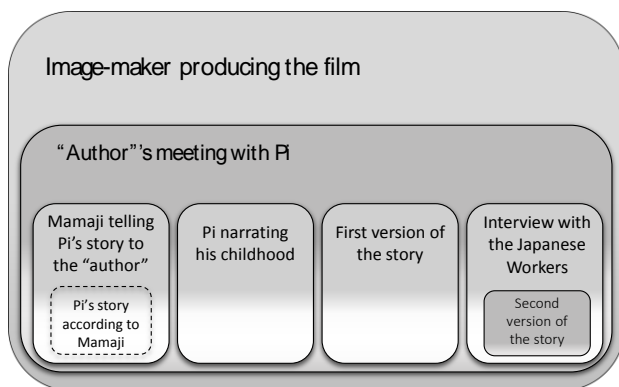 Image-maker producing the film
“Author”’s meeting with Pi
Mamaji telling
Pi’s story to
the “author”
Pi’s story
according to
Mamaji
Pi narrating
his childhood
First version of
the story
Interview with
the Japanese
Workers
Second
version of
the story